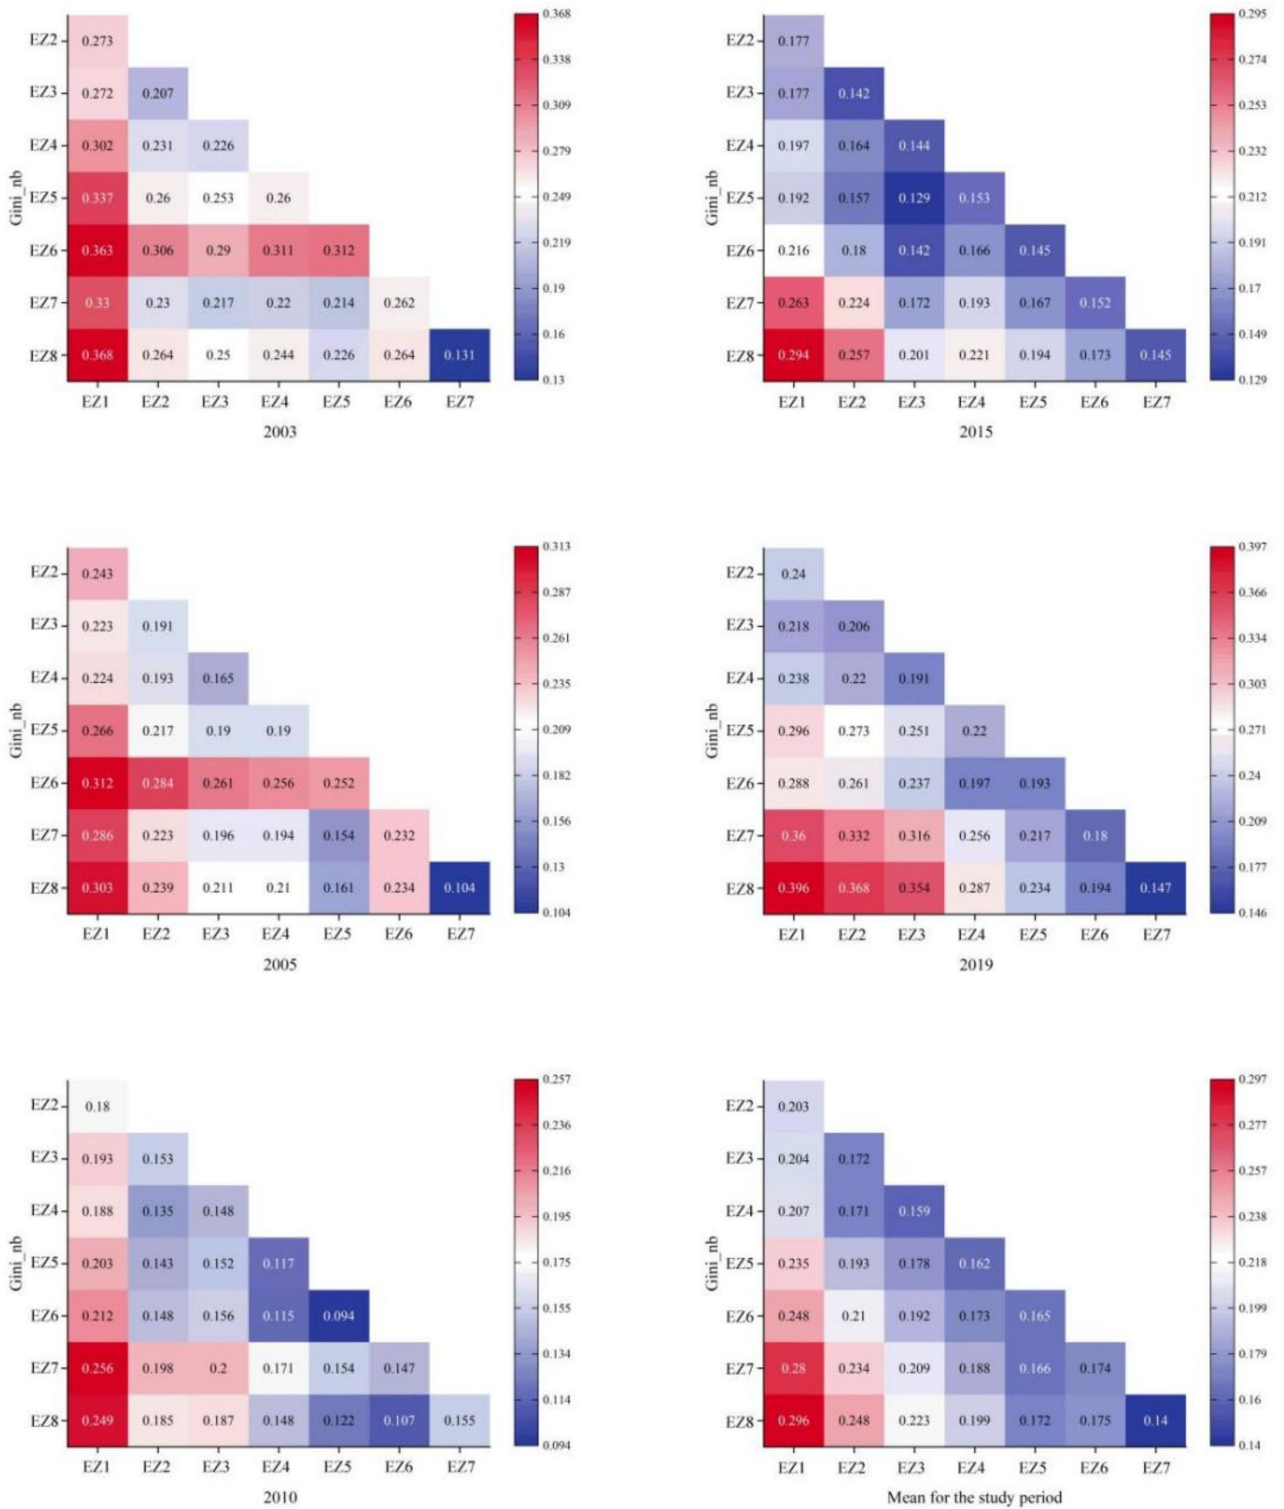 Gini_nb
EZ2 0.273
EZ3 0.272 0.207
EZ4 0.302 0.231 0.226
EZ5 0.337 0.26 0.253 0.26
EZ6 0.363 0.306 0.29 0.311 0.312
EZ7 0.33 0.23 0.217 0.22 0.214 0.262
EZ8 0.368 0.264 0.25 0.244 0.226 0.264 0.131
EZ1 EZ2 EZ3 EZ4 EZ5 EZ6 EZ7
2003
0.368
0.338
0.309
0.279
0.249
0.219
0.19
0.16
0.13
Gini_nb
EZ2 0.177
EZ3 0.177 0.142
EZ4 0.197 0.164 0.144
EZ5 0.192 0.157 0.129 0.153
EZ6 0.216 0.18 0.142 0.166 0.145
EZ7 0.263 0.224 0.172 0.193 0.167 0.152
EZ8 0.294 0.257 0.201 0.221 0.194 0.173 0.145
EZ1 EZ2 EZ3 EZ4 EZ5 EZ6 EZ7
2015
0.295
0.274
0.253
0.232
0.212
0.191
0.17
0.149
0.129
Gini_nb
EZ2 0.243
EZ3 0.223 0.191
EZ4 0.224 0.193 0.165
EZ5 0.266 0.217 0.19 0.19
EZ6 0.312 0.284 0.261 0.256 0.252
EZ7 0.286 0.223 0.196 0.194 0.154 0.232
EZ8 0.303 0.239 0.211 0.21 0.161 0.234 0.104
EZ1 EZ2 EZ3 EZ4 EZ5 EZ6 EZ7
2005
0.313
0.287
0.261
0.235
0.209
0.182
0.156
0.13
0.104
Gini_nb
EZ2 0.24
EZ3 0.218 0.206
EZ4 0.238 0.22 0.191
EZ5 0.296 0.273 0.251 0.22
EZ6 0.288 0.261 0.237 0.197 0.193
EZ7 0.36 0.332 0.316 0.256 0.217 0.18
EZ8 0.396 0.368 0.354 0.287 0.234 0.194 0.147
EZ1 EZ2 EZ3 EZ4 EZ5 EZ6 EZ7
2019
0.397
0.366
0.334
0.303
0.271
0.24
0.209
0.177
0.146
Gini_nb
EZ2 0.18
EZ3 0.193 0.153
EZ4 0.188 0.135 0.148
EZ5 0.203 0.143 0.152 0.117
EZ6 0.212 0.148 0.156 0.115 0.094
EZ7 0.256 0.198 0.2 0.171 0.154 0.147
EZ8 0.249 0.185 0.187 0.148 0.122 0.107 0.155
EZ1 EZ2 EZ3 EZ4 EZ5 EZ6 EZ7
2010
0.257
0.236
0.216
0.195
0.175
0.155
0.134
0.114
0.094
Gini_nb
EZ2 0.203
EZ3 0.204 0.172
EZ4 0.207 0.171 0.159
EZ5 0.235 0.193 0.178 0.162
EZ6 0.248 0.21 0.192 0.173 0.165
EZ7 0.28 0.234 0.209 0.188 0.166 0.174
EZ8 0.296 0.248 0.223 0.199 0.172 0.175 0.14
EZ1 EZ2 EZ3 EZ4 EZ5 EZ6 EZ7
Mean for the study period
0.297
0.277
0.257
0.238
0.218
0.199
0.179
0.16
0.14